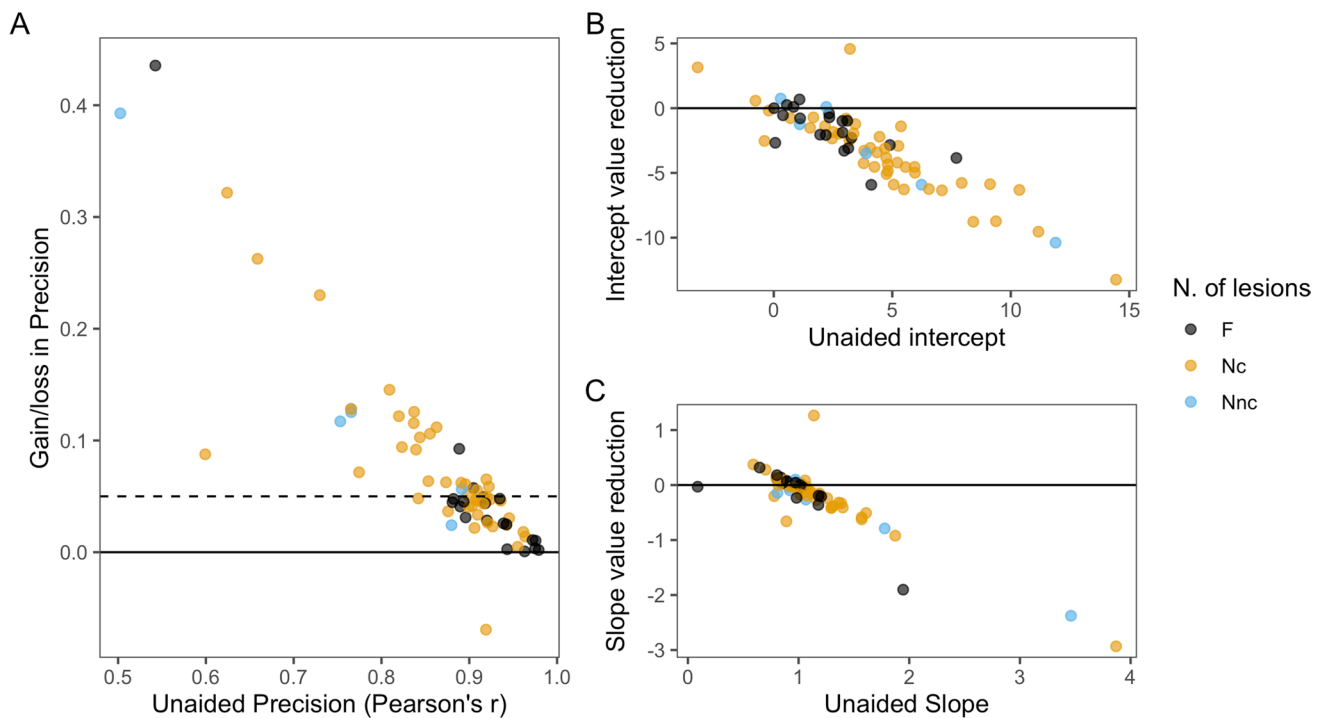 A
Gain/loss in Precision
0.4
0.3
0.2
0.1
0.0
0.5
0.6
0.7
0.8
0.9
1.0
Unaided Precision (Pearson's r)
B
Intercept value reduction
5
0
-5
-10
0
5
10
15
Unaided intercept
C
Slope value reduction
1
0
-1
-2
-3
0
1
2
3
4
Unaided Slope
N. of lesions
F
Nc
Nnc